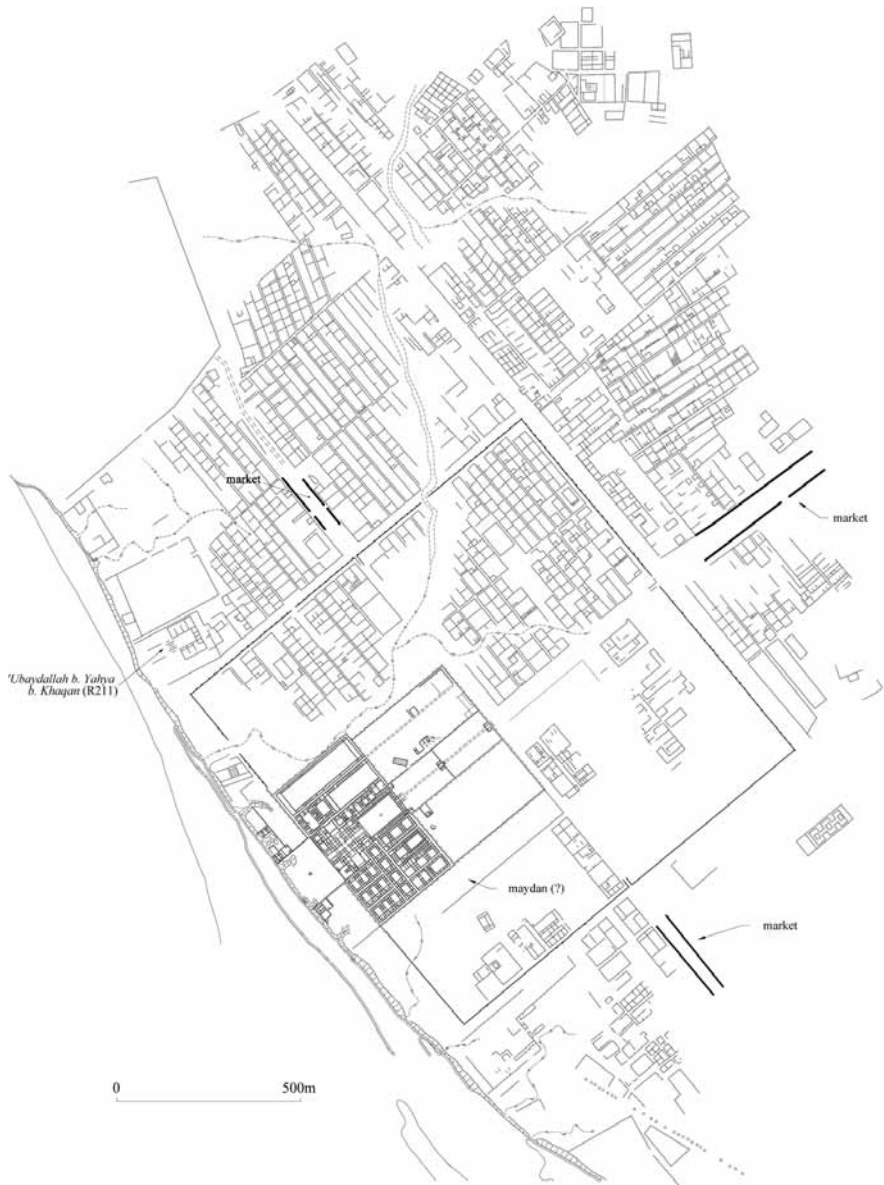 market
market
'Ubaydallah b. Yahya
b. Khaqan (R211)
maydan (?)
market
0 500m